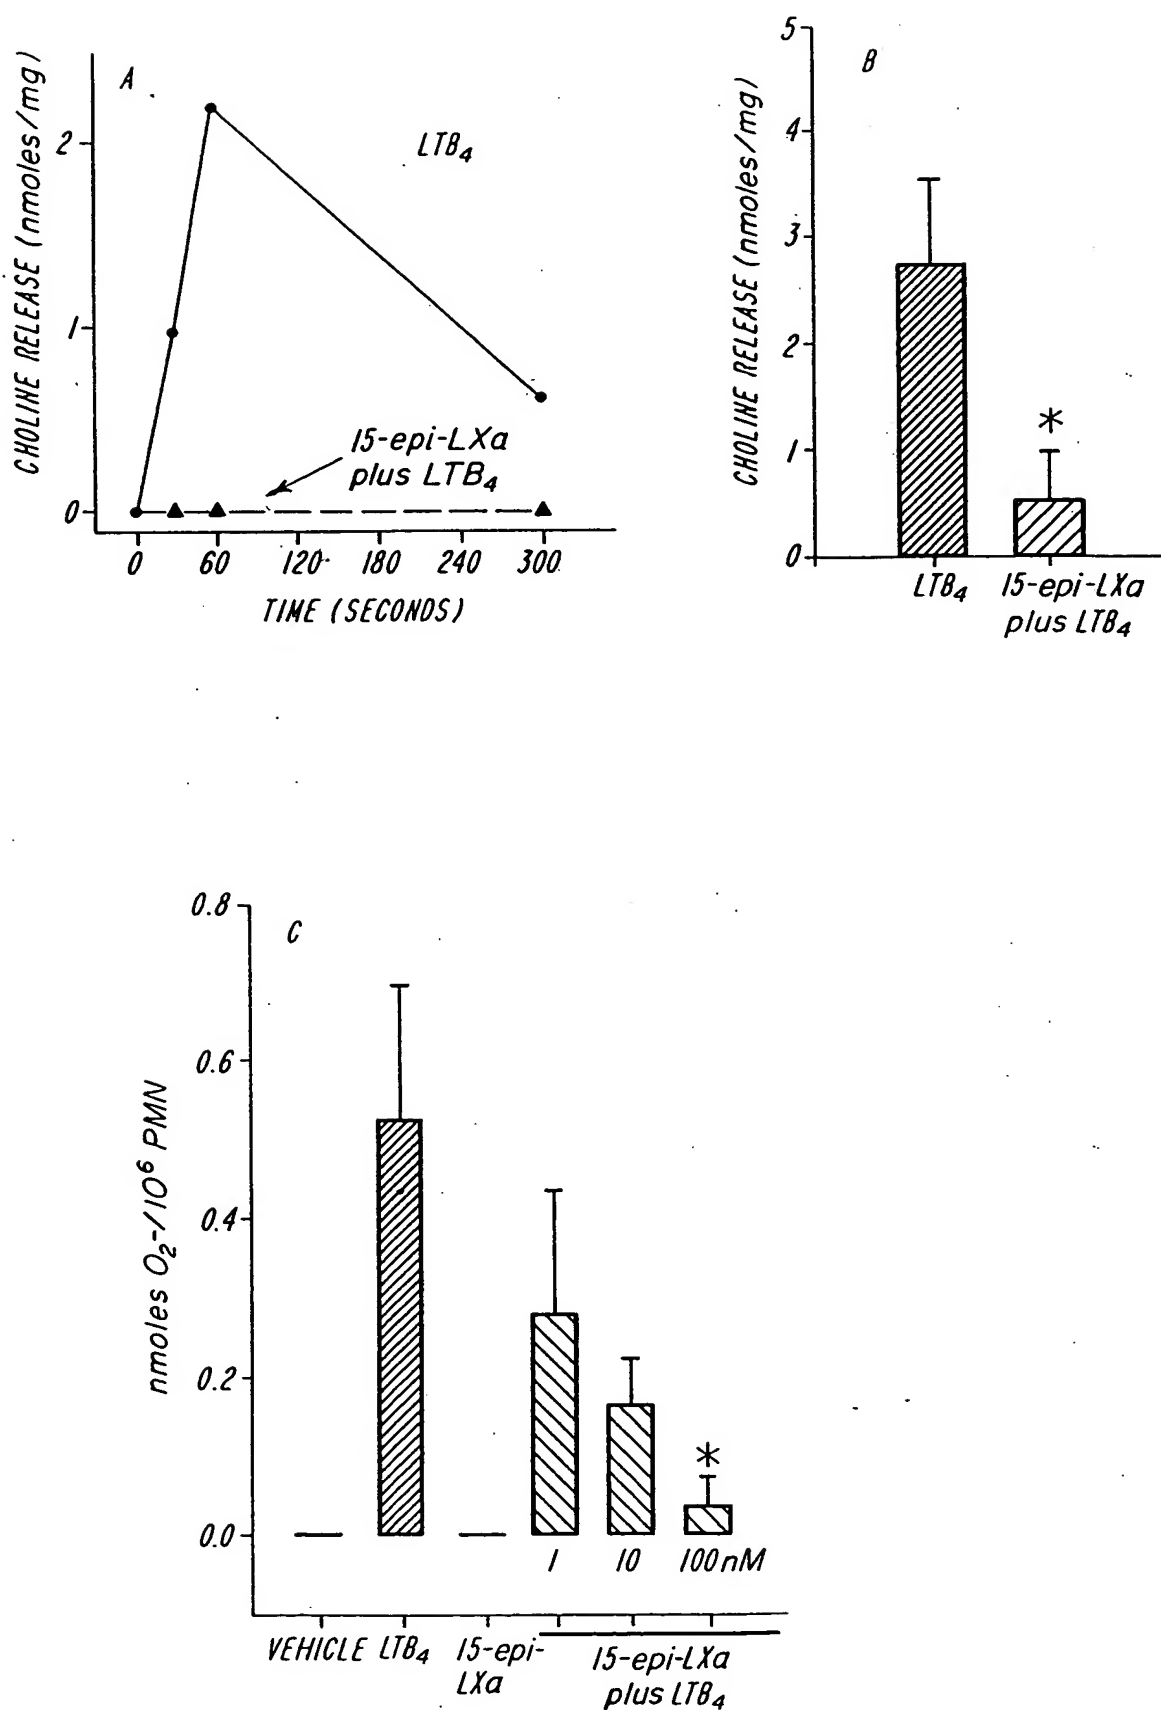 A
CHOLINE RELEASE (nmoles/mg)
2
1
0
LTB4
15-epi-LXa
plus LTB4
0 60 120 180 240 300
TIME (SECONDS)
B
CHOLINE RELEASE (nmoles/mg)
5
4
3
2
1
0
*
LTB4 15-epi-LXa
plus LTB4
C
nmoles O2-/10⁶ PMN
0.8
0.6
0.4
0.2
0.0
*
1 10 100 nM
VEHICLE LTB4 15-epi-
LXa
15-epi-LXa
plus LTB4